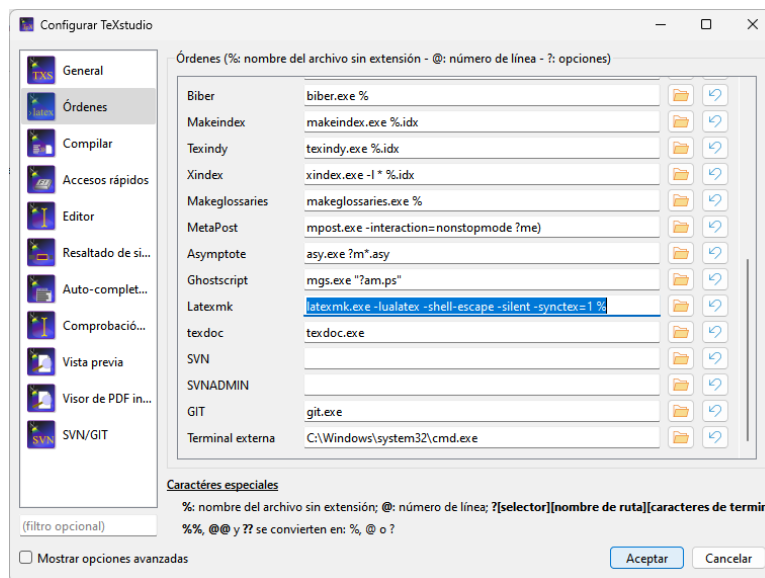 Configurar TeXstudio
General
Órdenes
Compilar
Accesos rápidos
Editor
Resaltado de si...
Auto-complet...
Comprobació...
Vista previa
Visor de PDF in...
SVN/GIT
(filtro opcional)
Mostrar opciones avanzadas
Órdenes (%: nombre del archivo sin extensión - @: número de línea - ?: opciones)
Biber biber.exe %
Makeindex makeindex.exe %.idx
Texindy texindy.exe %.idx
Xindex xindex.exe -l * %.idx
Makeglossaries makeglossaries.exe %
MetaPost mpost.exe -interaction=nonstopmode ?me)
Asymptote asy.exe ?m*.asy
Ghostscript mgs.exe "?am.ps"
Latexmk latexmk.exe -lualatex -shell-escape -silent -synctex=1 %
texdoc texdoc.exe
SVN
SVNADMIN
GIT git.exe
Terminal externa C:\Windows\system32\cmd.exe
Caractéres especiales
%: nombre del archivo sin extensión; @: número de línea; ?[selector][nombre de ruta][caracteres de termin
%%, @@ y ?? se convierten en: %, @ o ?
Aceptar
Cancelar